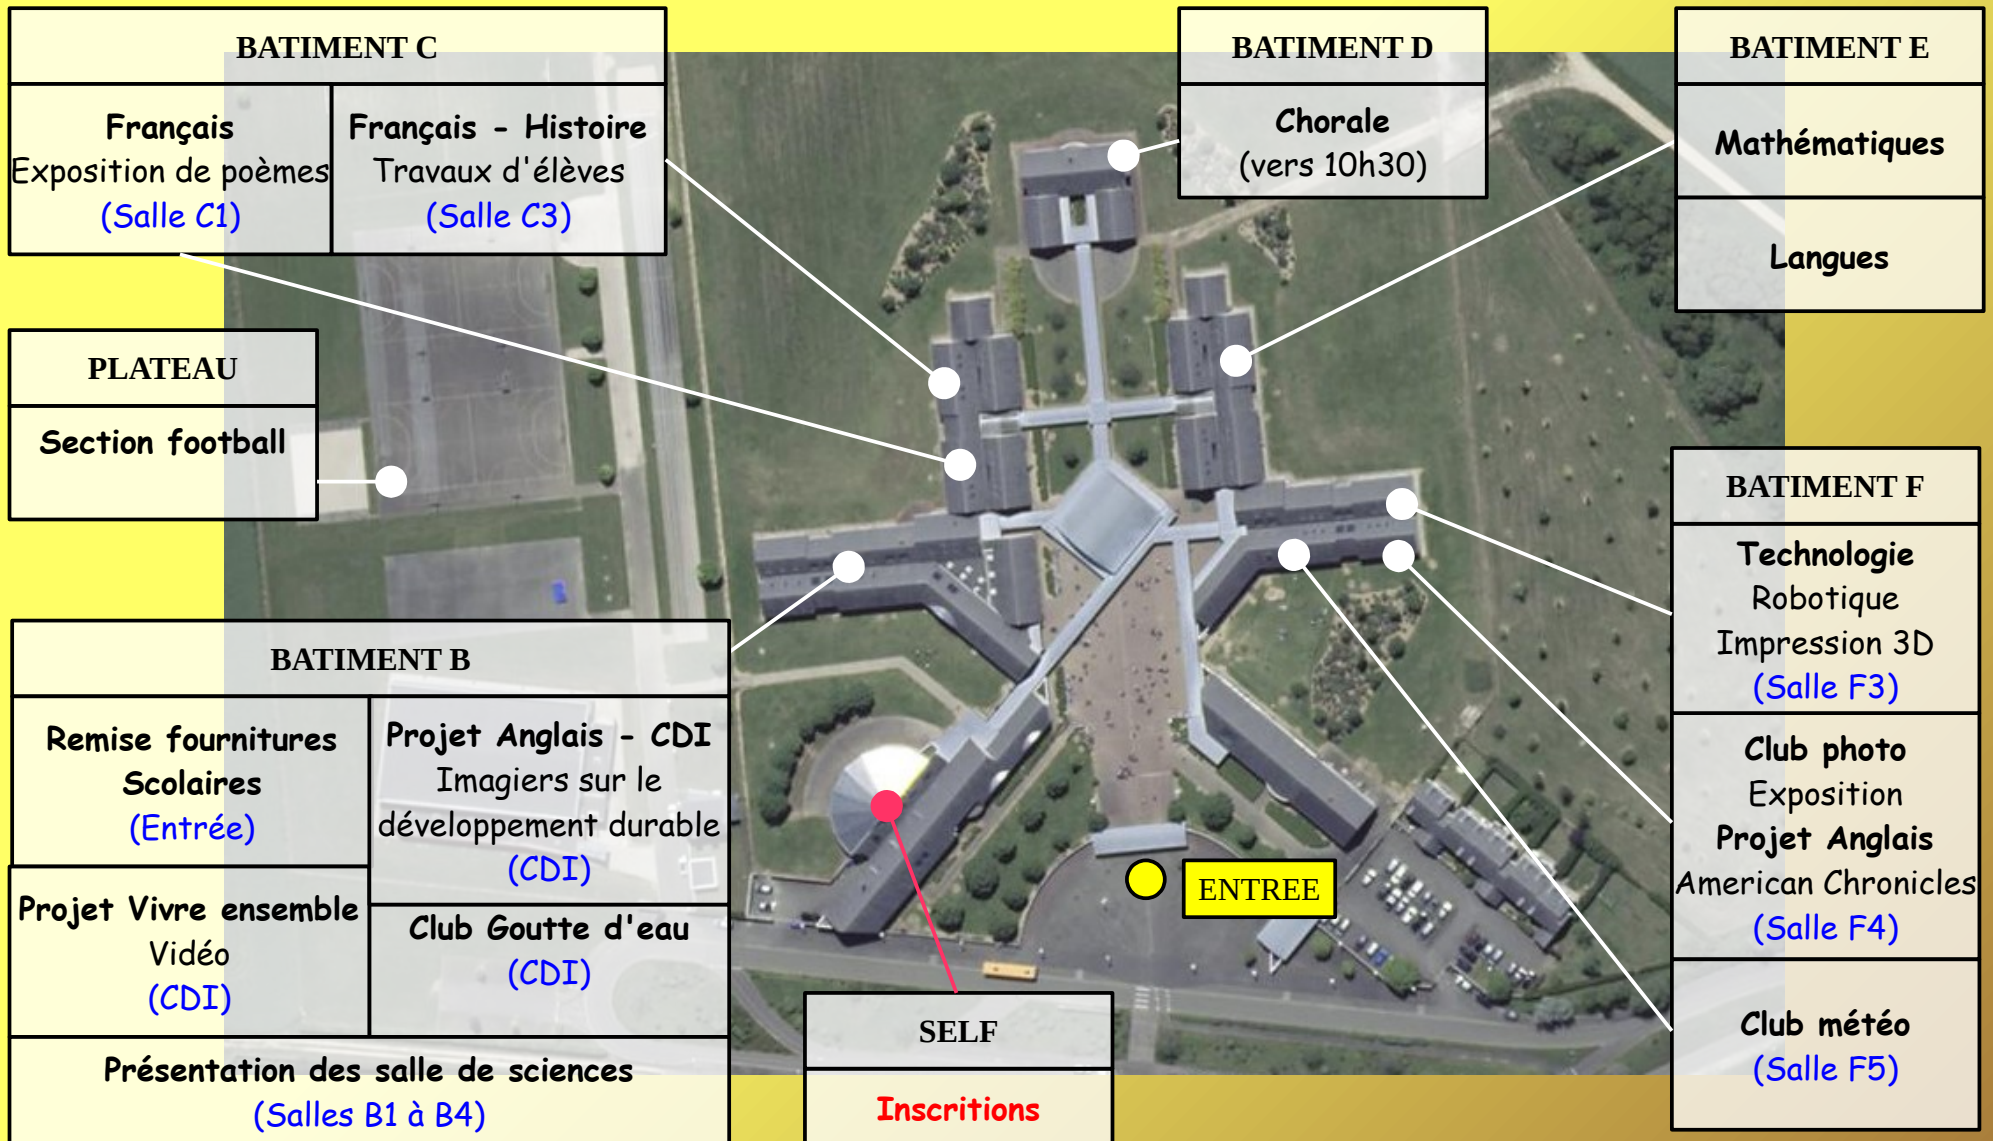 BATIMENT C
Français
Exposition de poèmes
(Salle C1)
Français - Histoire
Travaux d'élèves
(Salle C3)
BATIMENT D
Chorale
(vers 10h30)
BATIMENT E
Mathématiques
Langues
PLATEAU
Section football
BATIMENT B
Remise fournitures
Scolaires
(Entrée)
Projet Anglais - CDI
Imagiers sur le
développement durable
(CDI)
Projet Vivre ensemble
Vidéo
(CDI)
Club Goutte d'eau
(CDI)
Présentation des salle de sciences
(Salles B1 à B4)
SELF
Inscritions
ENTREE
BATIMENT F
Technologie
Robotique
Impression 3D
(Salle F3)
Club photo
Exposition
Projet Anglais
American Chronicles
(Salle F4)
Club météo
(Salle F5)